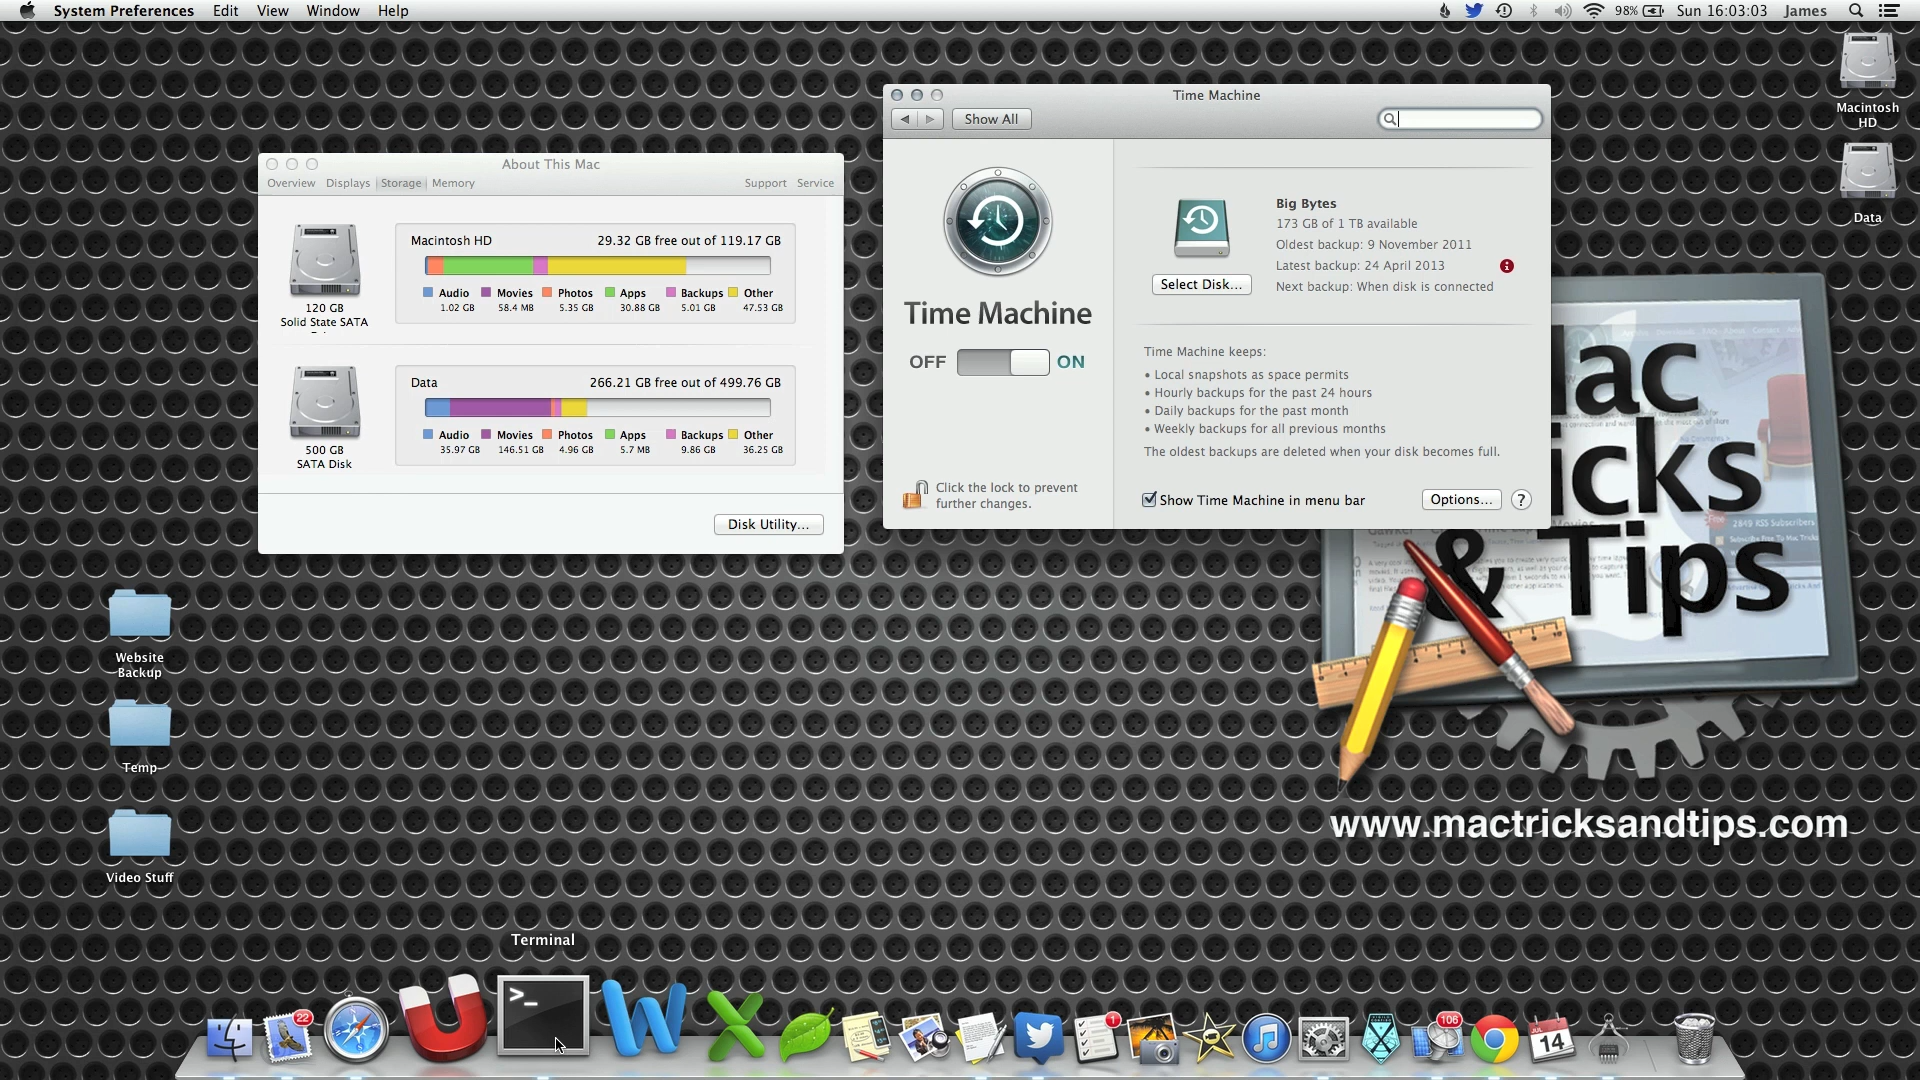 System Preferences Edit View Window Help
98% Sun 16:03:03 James
Macintosh
HD
Data
About This Mac
Overview Displays Storage Memory Support Service
120 GB
Solid State SATA
Macintosh HD 29.32 GB free out of 119.17 GB
Audio Movies Photos Apps Backups Other
1.02 GB 58.4 MB 5.35 GB 30.88 GB 5.01 GB 47.53 GB
500 GB
SATA Disk
Data 266.21 GB free out of 499.76 GB
Audio Movies Photos Apps Backups Other
35.97 GB 146.51 GB 4.96 GB 5.7 MB 9.86 GB 36.25 GB
Disk Utility...
Time Machine
Show All
Time Machine
OFF ON
Click the lock to prevent
further changes.
Select Disk...
Big Bytes
173 GB of 1 TB available
Oldest backup: 9 November 2011
Latest backup: 24 April 2013
Next backup: When disk is connected
Time Machine keeps:
• Local snapshots as space permits
• Hourly backups for the past 24 hours
• Daily backups for the past month
• Weekly backups for all previous months
The oldest backups are deleted when your disk becomes full.
Show Time Machine in menu bar
Options... ?
ac
icks
& Tips
2849 RSS Subscribers
www.mactricksandtips.com
Website
Backup
Temp
Video Stuff
Terminal
>_
22
1
106
JUL
14